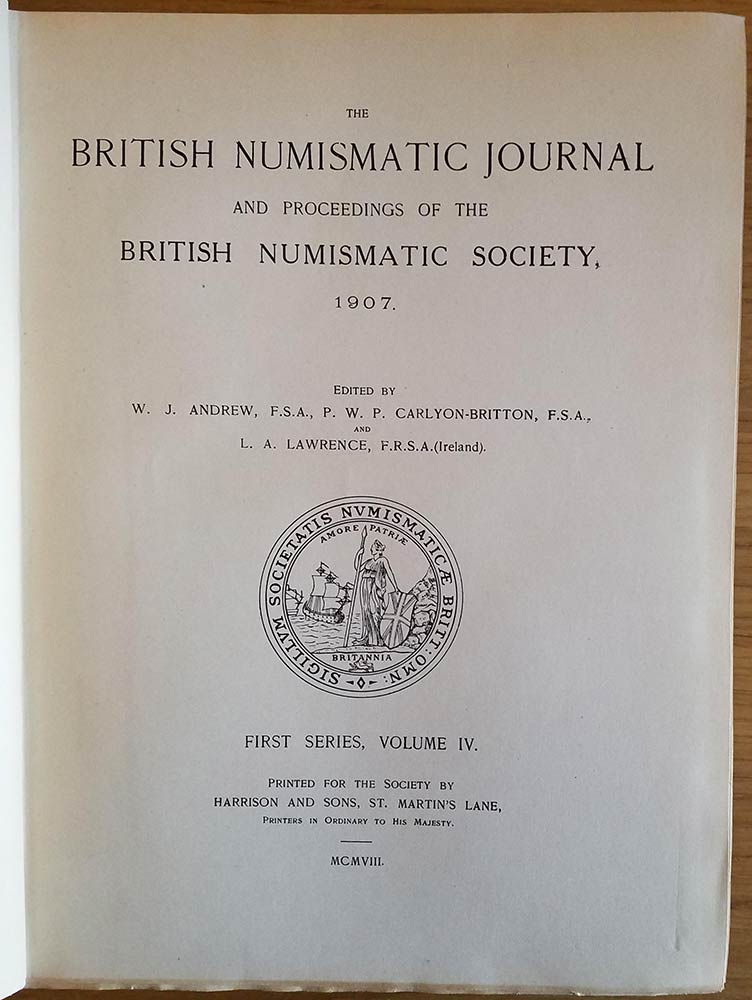 THE
BRITISH NUMISMATIC JOURNAL
AND PROCEEDINGS OF THE
BRITISH NUMISMATIC SOCIETY,
1907.
EDITED BY
W. J. ANDREW, F.S.A., P. W. P. CARLYON-BRITTON, F.S.A.,
AND
L. A. LAWRENCE, F.R.S.A.(Ireland).
SIGILLVM SOCIETATIS NVMISMATICÆ BRITT: OMN:
AMORE PATRIÆ
BRITANNIA
FIRST SERIES, VOLUME IV.
PRINTED FOR THE SOCIETY BY
HARRISON AND SONS, ST. MARTIN'S LANE,
PRINTERS IN ORDINARY TO HIS MAJESTY.
MCMVIII.